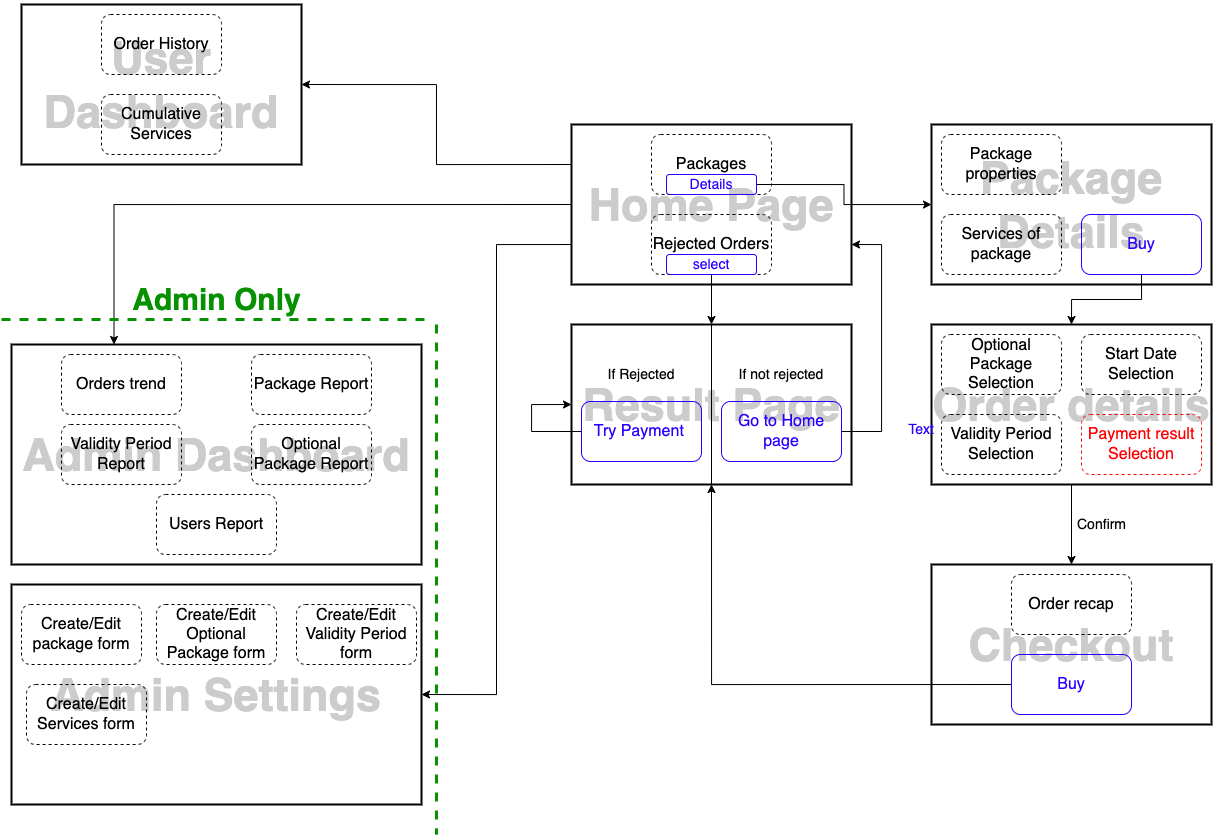 User
Dashboard
Order History
Cumulative
Services
Home Page
Packages
Details
Rejected Orders
select
Package
Details
Package
properties
Services of
package
Buy
Admin Only
Admin Dashboard
Orders trend
Package Report
Validity Period
Report
Optional
Package Report
Users Report
Result Page
If Rejected
If not rejected
Try Payment
Go to Home
page
Order details
Optional
Package
Selection
Start Date
Selection
Text
Validity Period
Selection
Payment result
Selection
Confirm
Admin Settings
Create/Edit
package form
Create/Edit
Optional
Package form
Create/Edit
Validity Period
form
Create/Edit
Services form
Checkout
Order recap
Buy